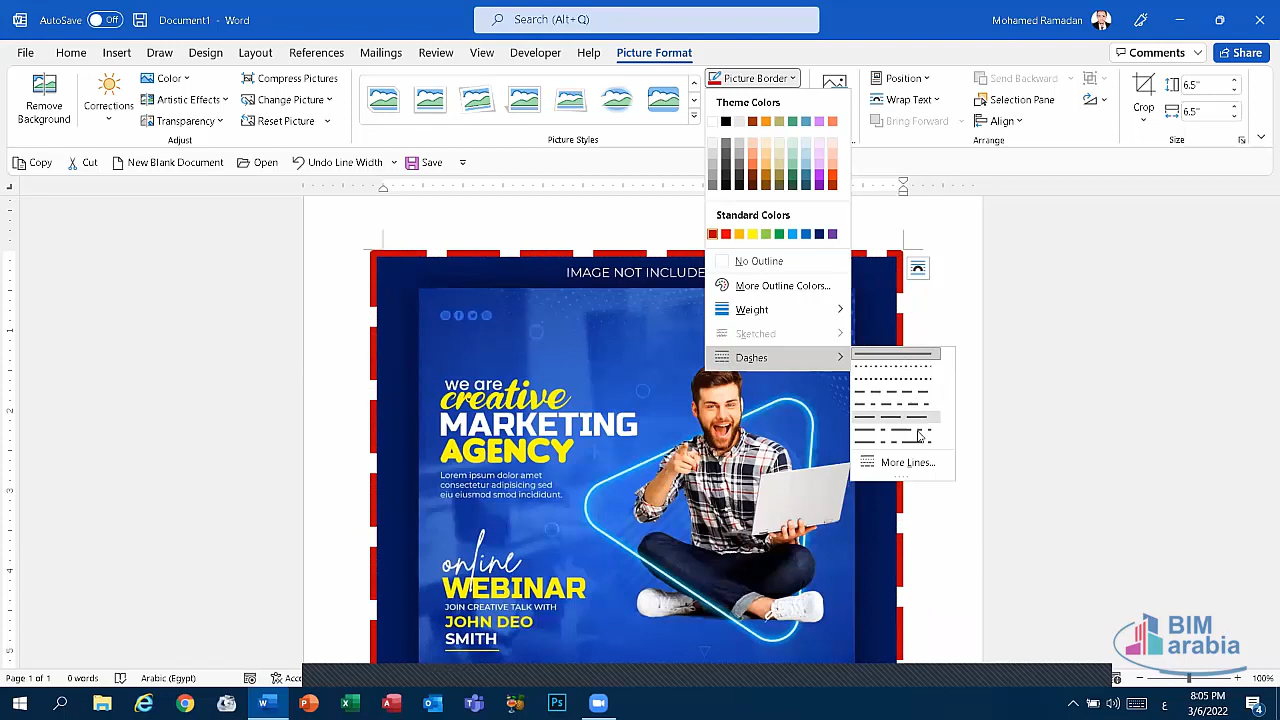 AutoSave Off Document1 - Word Search (Alt+Q) Mohamed Ramadan
File Home Insert Draw Design Layout References Mailings Review View Developer Help Picture Format Comments Share
Remove Background
Corrections
Color
Artistic Effects
Transparency
Compress Pictures
Change Picture
Reset Picture
Adjust
Picture Styles
Picture Border
Position
Wrap Text
Bring Forward
Send Backward
Selection Pane
Align
Arrange
Crop
6.5"
6.5"
Size
Cut New Blank Document Open Undo Line Width Save
Theme Colors
Standard Colors
No Outline
More Outline Colors...
Weight
Sketched
Dashes
More Lines...
IMAGE NOT INCLUDE
we are
creative
MARKETING
AGENCY
Lorem ipsum dolor amet
consectetur adipisicing sed
eiu eiusmod smod incididunt.
online
WEBINAR
JOIN CREATIVE TALK WITH
JOHN DEO
SMITH
BIM
arabia
Page 1 of 1 0 words Arabic (Egypt) 100%
8:05 PM
3/6/2022